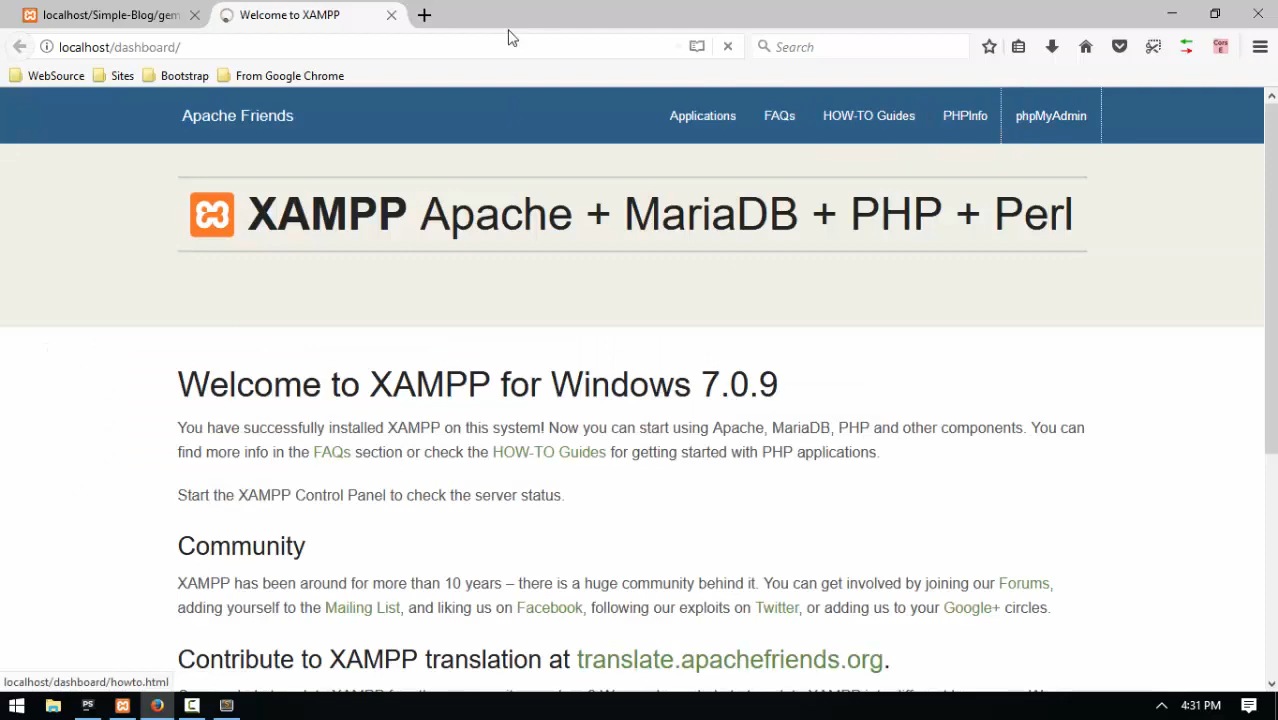 localhost/Simple-Blog/gem
Welcome to XAMPP
localhost/dashboard/
Search
WebSource
Sites
Bootstrap
From Google Chrome
Apache Friends
Applications
FAQs
HOW-TO Guides
PHPInfo
phpMyAdmin
XAMPP Apache + MariaDB + PHP + Perl
Welcome to XAMPP for Windows 7.0.9
You have successfully installed XAMPP on this system! Now you can start using Apache, MariaDB, PHP and other components. You can
find more info in the FAQs section or check the HOW-TO Guides for getting started with PHP applications.
Start the XAMPP Control Panel to check the server status.
Community
XAMPP has been around for more than 10 years – there is a huge community behind it. You can get involved by joining our Forums,
adding yourself to the Mailing List, and liking us on Facebook, following our exploits on Twitter, or adding us to your Google+ circles.
Contribute to XAMPP translation at translate.apachefriends.org.
localhost/dashboard/howto.html
4:31 PM